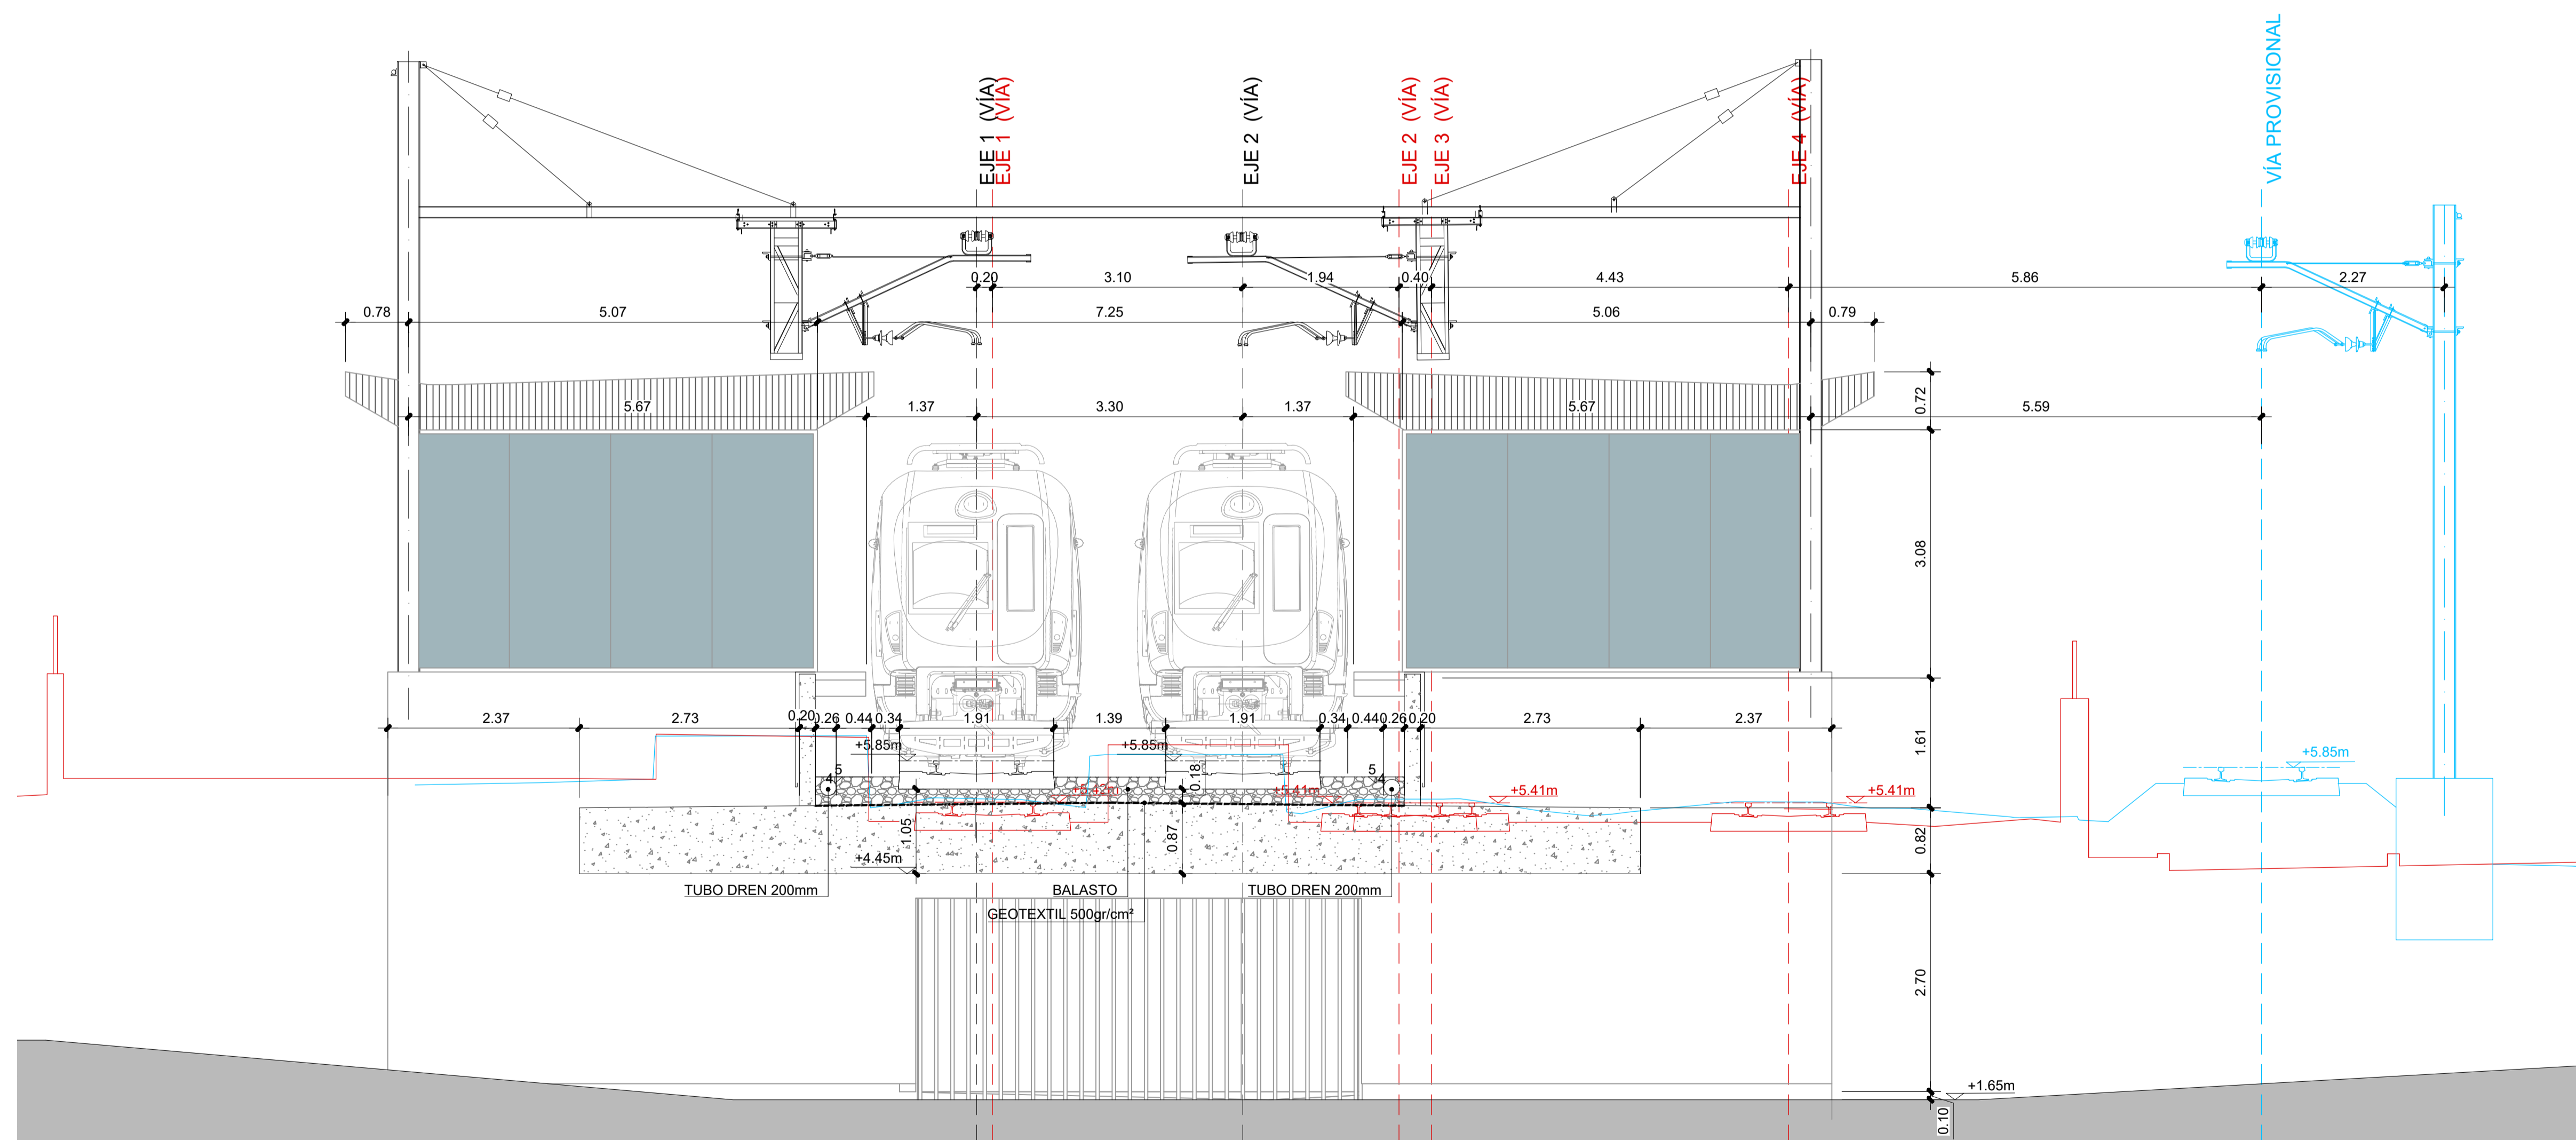 EJE 1 (VÍA)
EJE 1 (VÍA)
EJE 2 (VÍA)
EJE 2 (VÍA)
EJE 3 (VÍA)
EJE 4 (VÍA)
VÍA PROVISIONAL
0.20
3.10
1.94
0.40
4.43
5.86
2.27
0.78
5.07
7.25
5.06
0.79
5.67
1.37
3.30
1.37
5.67
5.59
0.72
3.08
1.61
0.82
2.70
0.10
2.37
2.73
0.20
0.26
0.44
0.34
1.91
1.39
1.91
0.34
0.44
0.26
0.20
2.73
2.37
+5.85m
+5.85m
+5.85m
5
4
5
4
0.18
+5.42m
+5.41m
+5.41m
+5.41m
1.05
0.87
+4.45m
TUBO DREN 200mm
BALASTO
TUBO DREN 200mm
GEOTEXTIL 500gr/cm²
+1.65m